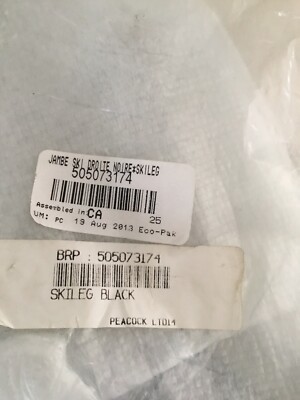 JAMBE SKI DROITE NOIRE*SKILEG
505073174
Assembled in: CA
25
UM: PC 19 Aug 2013 Eco-Pak
BRP : 505073174
SKILEG BLACK
PEACOCK LTD14